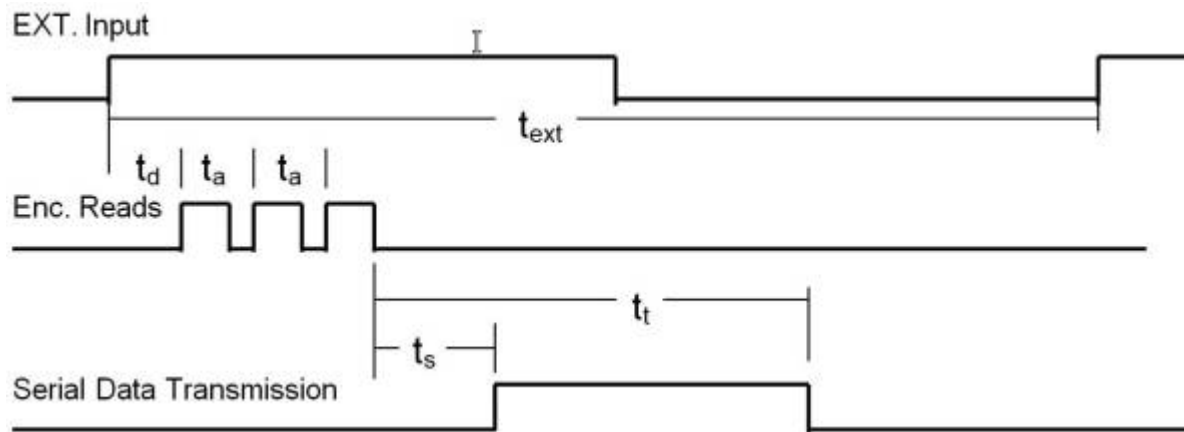 EXT. Input
t_ext
t_d t_a t_a
Enc. Reads
t_t
t_s
Serial Data Transmission